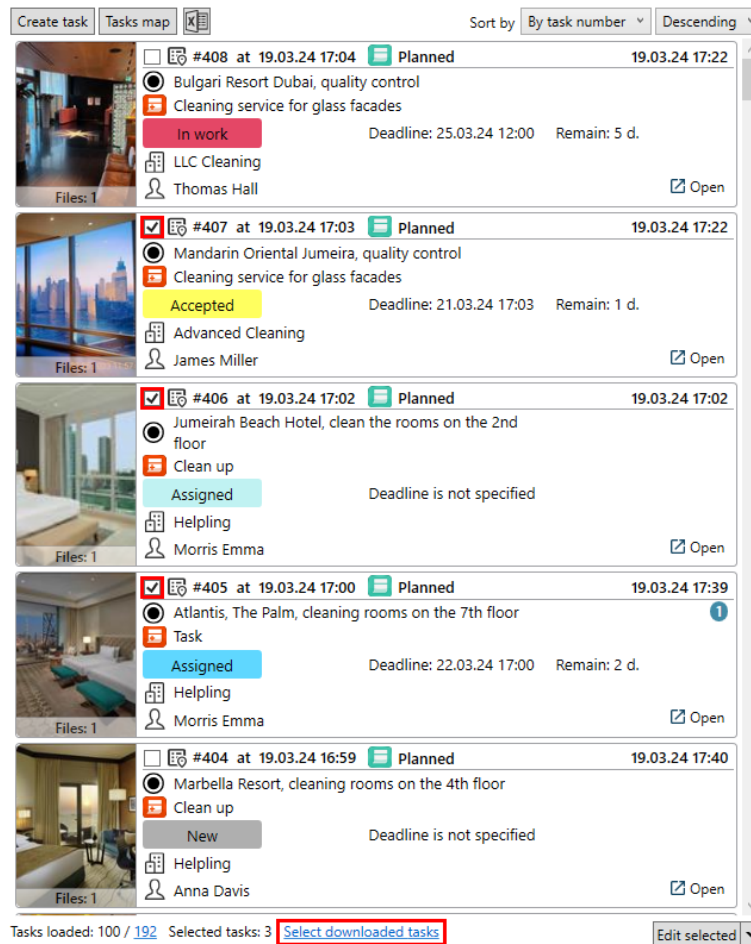 Create task Tasks map Sort by By task number Descending
#408 at 19.03.24 17:04 Planned 19.03.24 17:22
Bulgari Resort Dubai, quality control
Cleaning service for glass facades
In work Deadline: 25.03.24 12:00 Remain: 5 d.
LLC Cleaning
Files: 1 Thomas Hall Open
#407 at 19.03.24 17:03 Planned 19.03.24 17:22
Mandarin Oriental Jumeira, quality control
Cleaning service for glass facades
Accepted Deadline: 21.03.24 17:03 Remain: 1 d.
Advanced Cleaning
Files: 1 James Miller Open
#406 at 19.03.24 17:02 Planned 19.03.24 17:02
Jumeirah Beach Hotel, clean the rooms on the 2nd
floor
Clean up
Assigned Deadline is not specified
Helpling
Files: 1 Morris Emma Open
#405 at 19.03.24 17:00 Planned 19.03.24 17:39
Atlantis, The Palm, cleaning rooms on the 7th floor 1
Task
Assigned Deadline: 22.03.24 17:00 Remain: 2 d.
Helpling
Files: 1 Morris Emma Open
#404 at 19.03.24 16:59 Planned 19.03.24 17:40
Marbella Resort, cleaning rooms on the 4th floor
Clean up
New Deadline is not specified
Helpling
Files: 1 Anna Davis Open
Tasks loaded: 100 / 192 Selected tasks: 3 Select downloaded tasks Edit selected